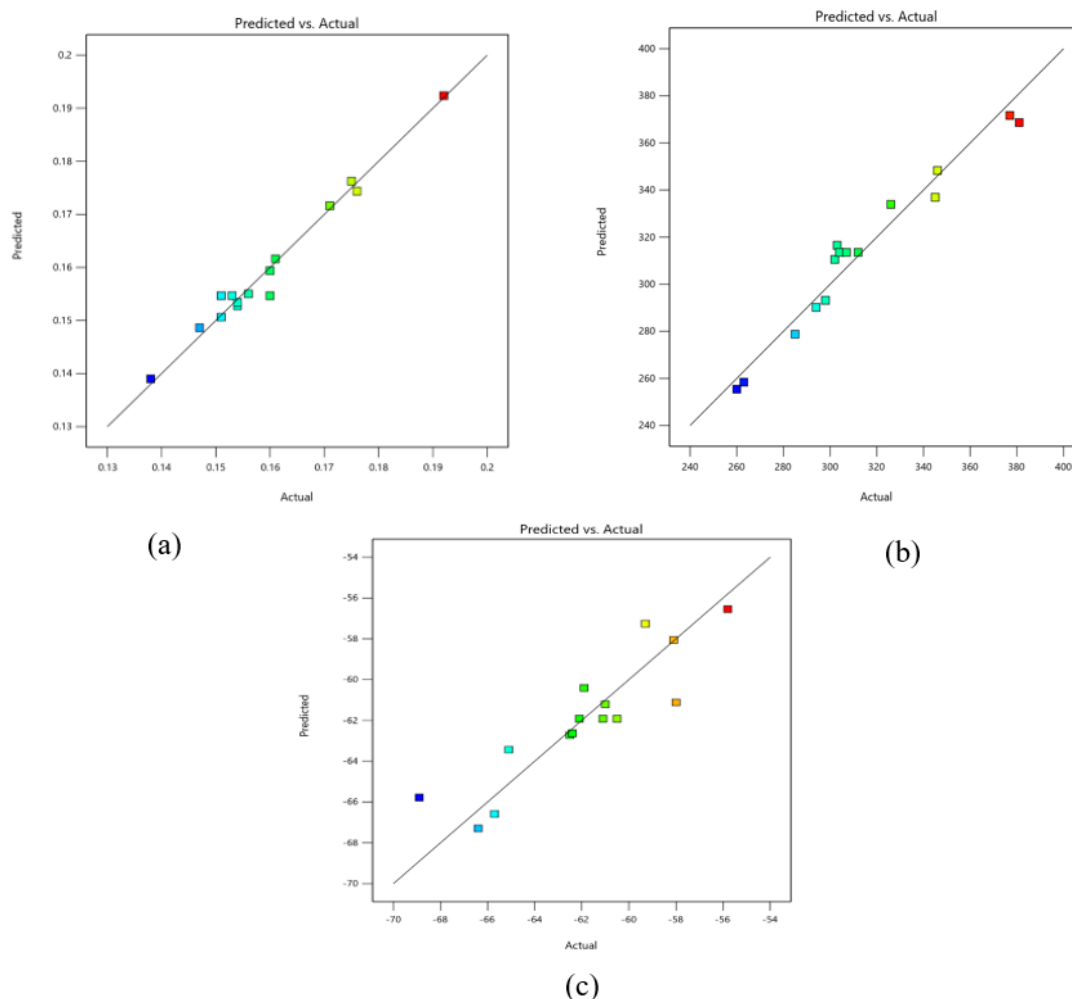 Predicted vs. Actual
0.2
0.19
0.18
0.17
0.16
0.15
0.14
0.13
Predicted
0.13 0.14 0.15 0.16 0.17 0.18 0.19 0.2
Actual
(a)
Predicted vs. Actual
400
380
360
340
320
300
280
260
240
Predicted
240 260 280 300 320 340 360 380 400
Actual
(b)
Predicted vs. Actual
-54
-56
-58
-60
-62
-64
-66
-68
-70
Predicted
-70 -68 -66 -64 -62 -60 -58 -56 -54
Actual
(c)